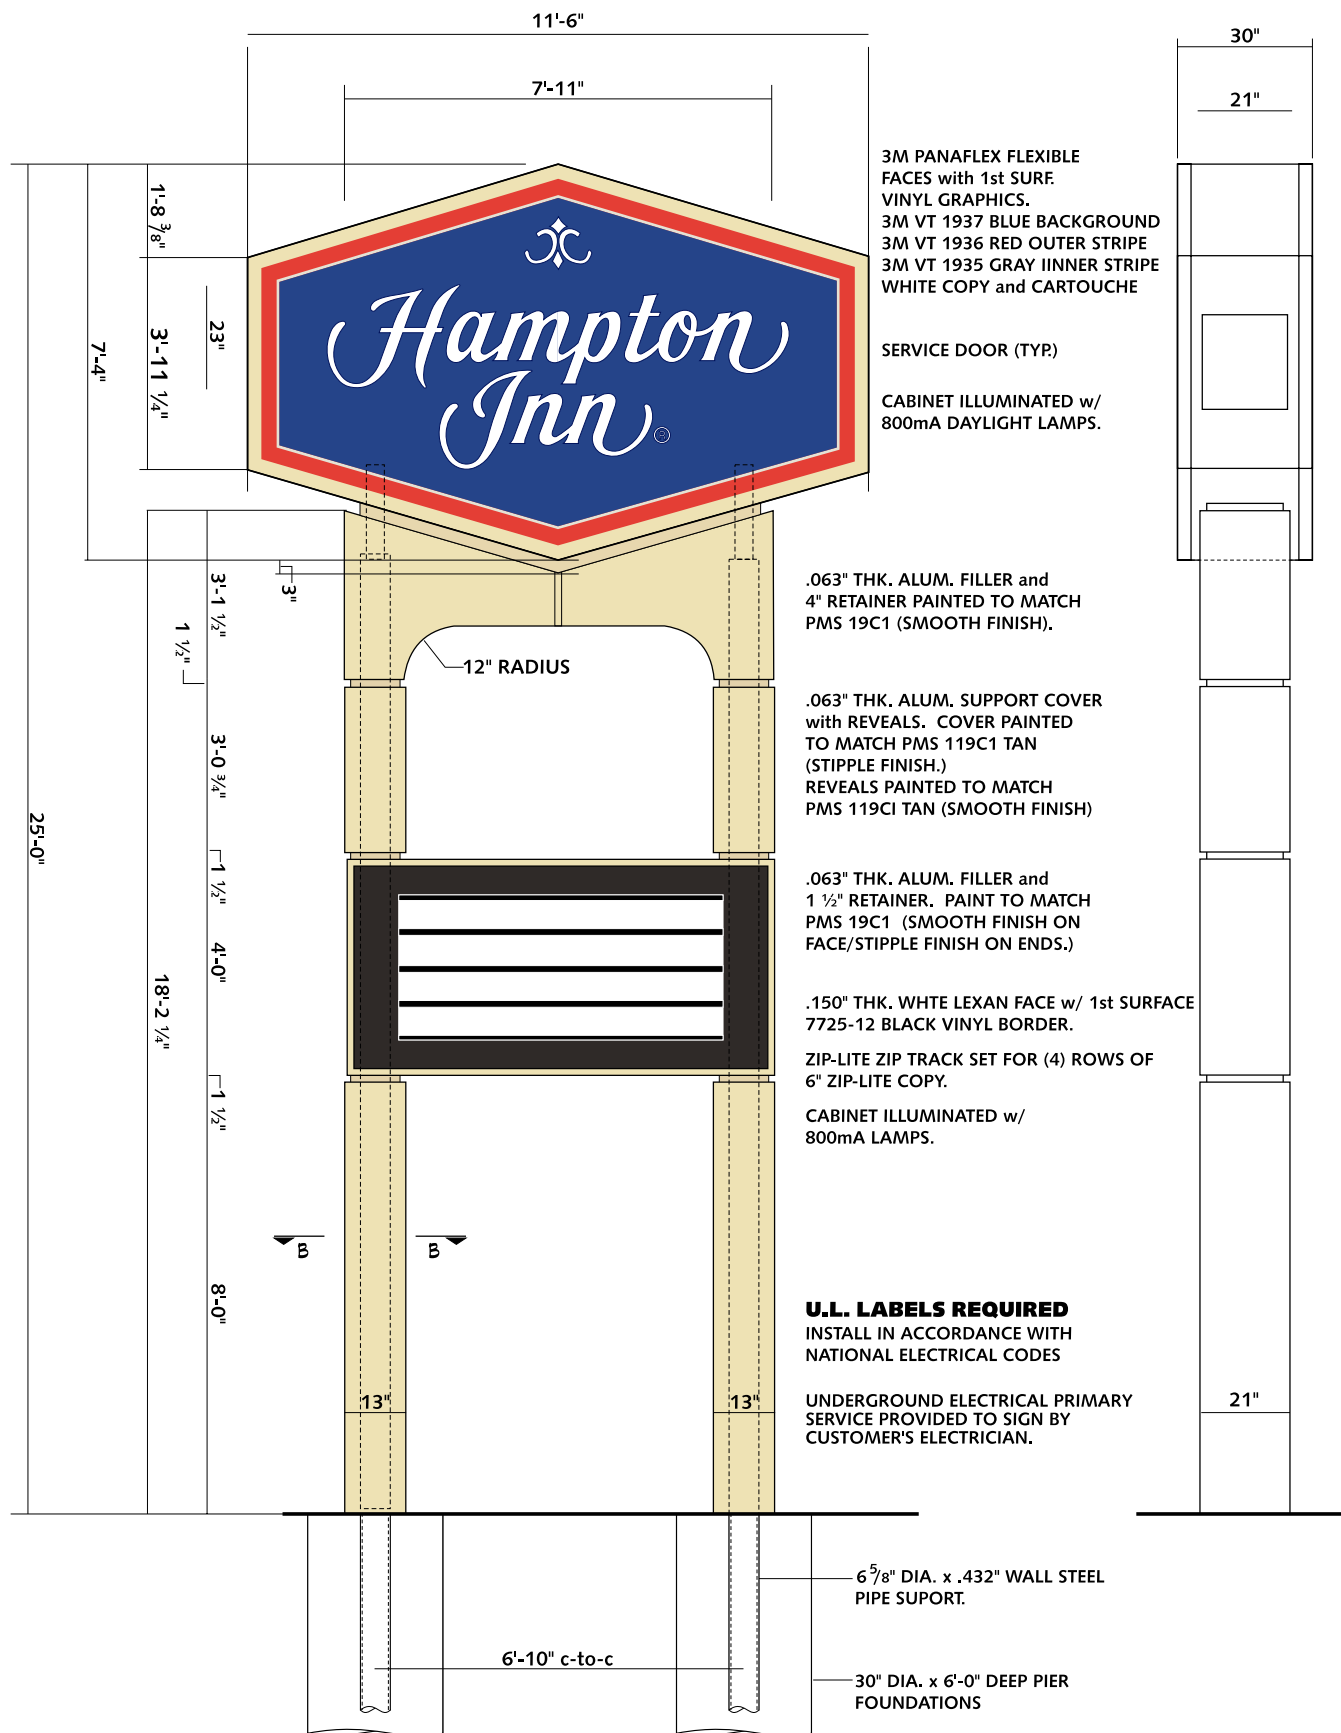 11'-6"
30"
7'-11"
21"
3M PANAFLEX FLEXIBLE
FACES with 1st SURF.
VINYL GRAPHICS.
3M VT 1937 BLUE BACKGROUND
3M VT 1936 RED OUTER STRIPE
3M VT 1935 GRAY IINNER STRIPE
WHITE COPY and CARTOUCHE
1'-8 3/8"
Hampton
Inn®
23"
3'-11 1/4"
7'-4"
SERVICE DOOR (TYP.)
CABINET ILLUMINATED w/
800mA DAYLIGHT LAMPS.
3'-1 ½"
3"
.063" THK. ALUM. FILLER and
4" RETAINER PAINTED TO MATCH
PMS 19C1 (SMOOTH FINISH).
1 ½"
12" RADIUS
.063" THK. ALUM. SUPPORT COVER
with REVEALS. COVER PAINTED
TO MATCH PMS 119C1 TAN
(STIPPLE FINISH.)
REVEALS PAINTED TO MATCH
PMS 119CI TAN (SMOOTH FINISH)
3'-0 ¾"
25'-0"
1 ½"
.063" THK. ALUM. FILLER and
1 ½" RETAINER. PAINT TO MATCH
PMS 19C1 (SMOOTH FINISH ON
FACE/STIPPLE FINISH ON ENDS.)
4'-0"
18'-2 ¼"
.150" THK. WHTE LEXAN FACE w/ 1st SURFACE
7725-12 BLACK VINYL BORDER.
ZIP-LITE ZIP TRACK SET FOR (4) ROWS OF
6" ZIP-LITE COPY.
1 ½"
CABINET ILLUMINATED w/
800mA LAMPS.
B
B
8'-0"
U.L. LABELS REQUIRED
INSTALL IN ACCORDANCE WITH
NATIONAL ELECTRICAL CODES
13"
13"
21"
UNDERGROUND ELECTRICAL PRIMARY
SERVICE PROVIDED TO SIGN BY
CUSTOMER'S ELECTRICIAN.
6 5/8" DIA. x .432" WALL STEEL
PIPE SUPORT.
6'-10" c-to-c
30" DIA. x 6'-0" DEEP PIER
FOUNDATIONS